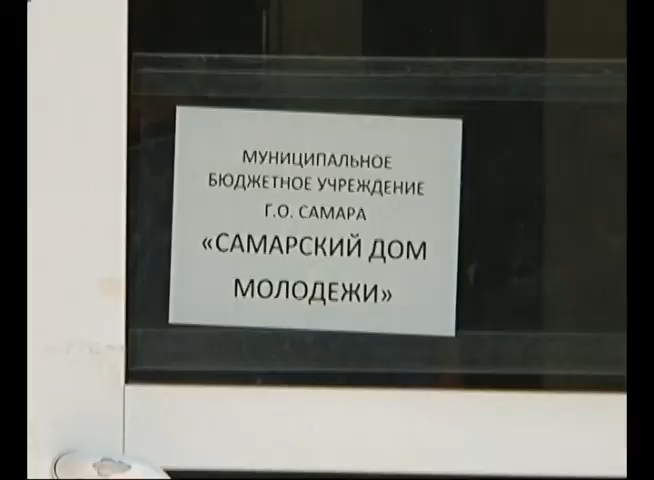 МУНИЦИПАЛЬНОЕ
БЮДЖЕТНОЕ УЧРЕЖДЕНИЕ
Г.О. САМАРА
«САМАРСКИЙ ДОМ
МОЛОДЕЖИ»